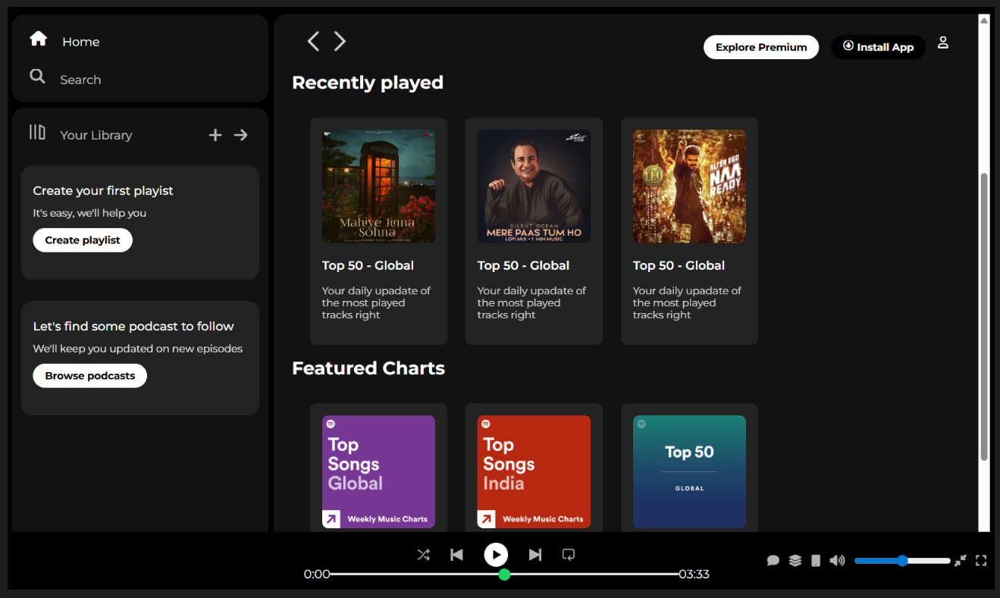 Home
Search
Your Library
Create your first playist
It's easy, we'll help you
Create playlist
Let's find some podcast to follow
We'll keep you updated on new episodes
Browse podcasts
Explore Premium
Install App
Recently played
Mahiye Jinna
Sohna
Silent
OCEAN
SILENT OCEAN
MERE PAAS TUM HO
LOFI MIX - 1 MIN MUSIC
LEO
ALTER EGO
NAA
READY
Top 50 - Global
Your daily upadate of
the most played
tracks right
Top 50 - Global
Your daily upadate of
the most played
tracks right
Top 50 - Global
Your daily upadate of
the most played
tracks right
Featured Charts
Top
Songs
Global
Weekly Music Charts
Top
Songs
India
Weekly Music Charts
Top 50
GLOBAL
0:00
03:33